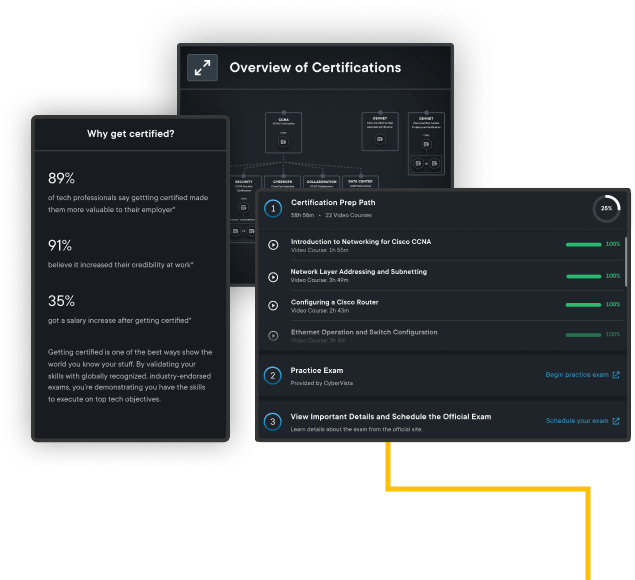 Overview of Certifications
CCNA
DEVNET
DEVNET
SECURITY
CYBEROPS
COLLABORATION
DATA CENTER
Why get certified?
89%
of tech professionals say gettting certified made
them more valuable to their employer*
91%
believe it increased their credibility at work*
35%
got a salary increase after getting certified*
Getting certified is one of the best ways show the
world you know your stuff. By validating your
skills with globally recognized, industry-endorsed
exams, you're demonstrating you have the skills
to execute on top tech objectives.
1
Certification Prep Path
58h 58m • 22 Video Courses
25%
Introduction to Networking for Cisco CCNA
Video Course: 1h 55m
100%
Network Layer Addressing and Subnetting
Video Course: 3h 49m
100%
Configuring a Cisco Router
Video Course: 2h 43m
100%
Ethernet Operation and Switch Configuration
Video Course: 3h 4m
100%
2
Practice Exam
Provided by CyberVista
Begin practice exam
3
View Important Details and Schedule the Official Exam
Learn details about the exam from the official site.
Schedule your exam